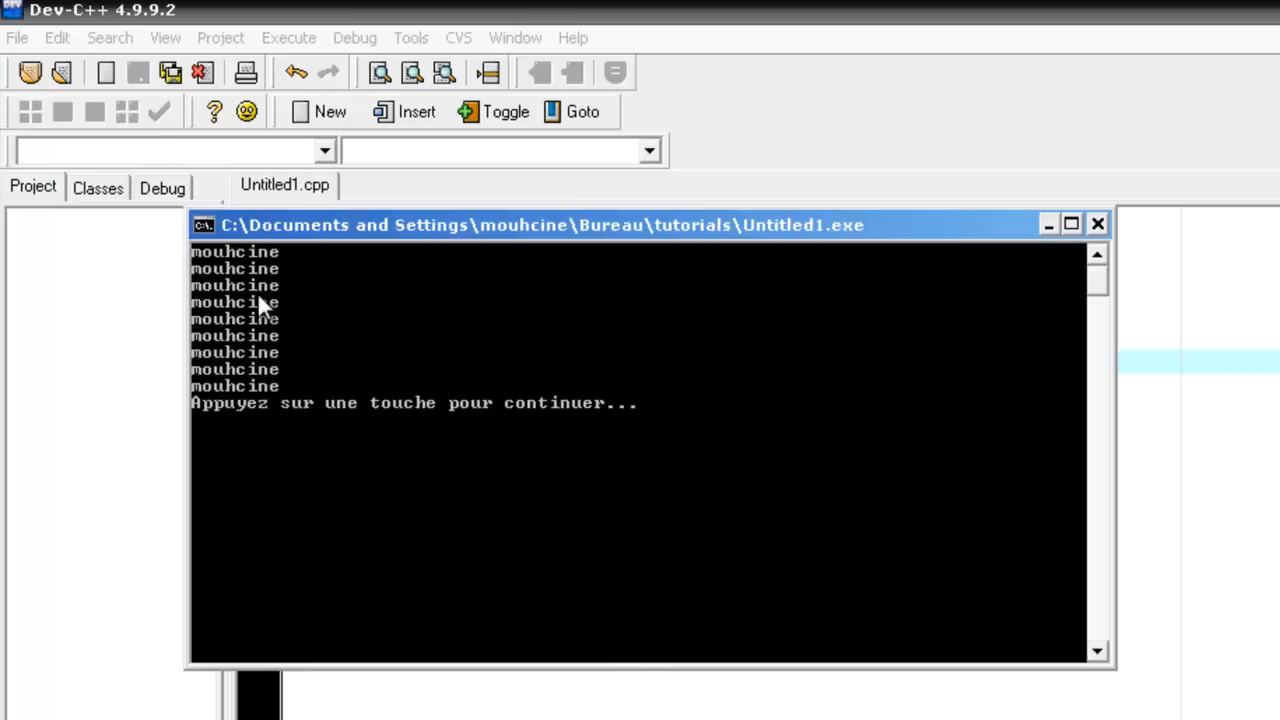 Dev-C++ 4.9.9.2
File Edit Search View Project Execute Debug Tools CVS Window Help
New Insert Toggle Goto
Project Classes Debug Untitled1.cpp
C:\Documents and Settings\mouhcine\Bureau\tutorials\Untitled1.exe
mouhcine
mouhcine
mouhcine
mouhcine
mouhcine
mouhcine
mouhcine
mouhcine
mouhcine
Appuyez sur une touche pour continuer...